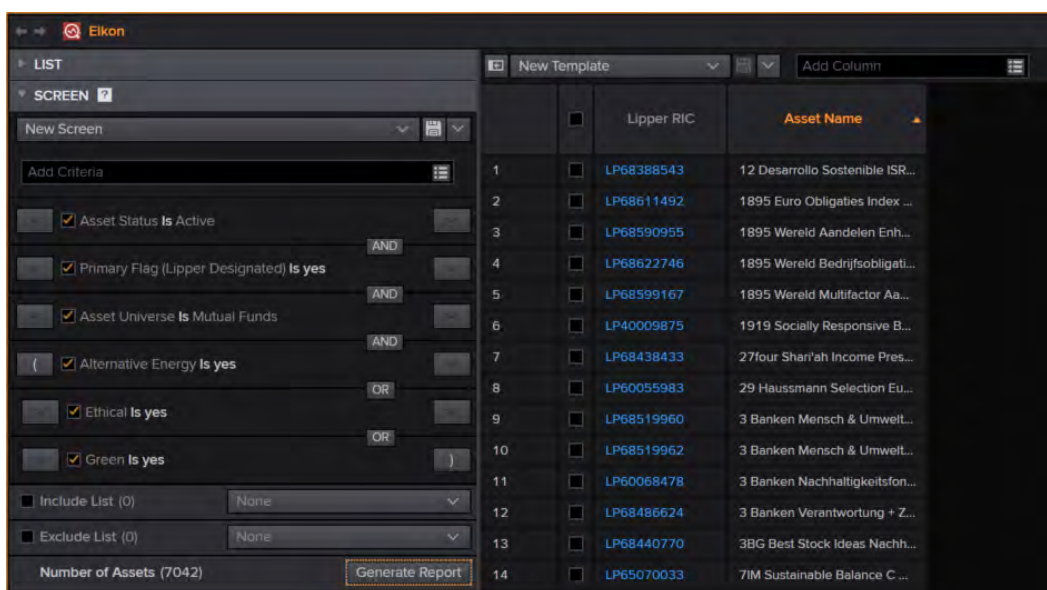 Eikon
LIST
SCREEN ?
New Screen
Add Criteria
Asset Status Is Active
AND
Primary Flag (Lipper Designated) Is yes
AND
Asset Universe Is Mutual Funds
AND
( Alternative Energy Is yes
OR
Ethical Is yes
OR
Green Is yes )
Include List (0) None
Exclude List (0) None
Number of Assets (7042) Generate Report
New Template Add Column
Lipper RIC Asset Name
1 LP68388543 12 Desarrollo Sostenible ISR...
2 LP68611492 1895 Euro Obligaties Index ...
3 LP68590955 1895 Wereld Aandelen Enh...
4 LP68622746 1895 Wereld Bedrijfsobligati...
5 LP68599167 1895 Wereld Multifactor Aa...
6 LP40009875 1919 Socially Responsive B...
7 LP68438433 27four Shari'ah Income Pres...
8 LP60055983 29 Haussmann Selection Eu...
9 LP68519960 3 Banken Mensch & Umwelt...
10 LP68519962 3 Banken Mensch & Umwelt...
11 LP60068478 3 Banken Nachhaltigkeitsfon...
12 LP68486624 3 Banken Verantwortung + Z...
13 LP68440770 3BG Best Stock Ideas Nachh...
14 LP65070033 7IM Sustainable Balance C ...